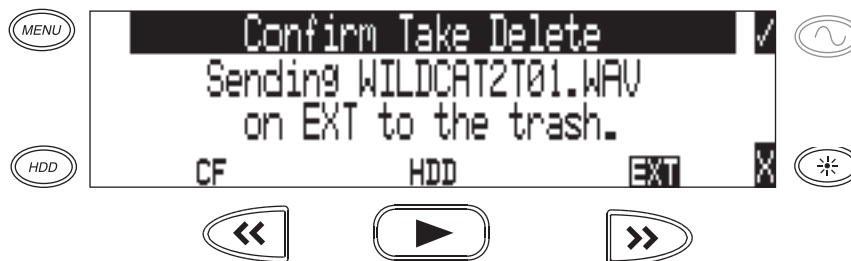 MENU
Confirm Take Delete
Sending WILDCAT2T01.WAV
on EXT to the trash.
HDD
CF HDD EXT X